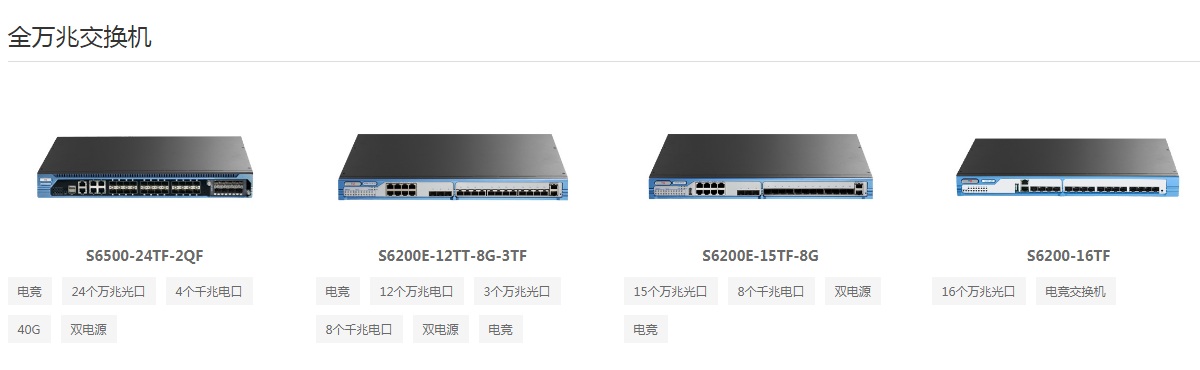 全万兆交换机
S6500-24TF-2QF
电竞 24个万兆光口 4个千兆电口
40G 双电源
S6200E-12TT-8G-3TF
电竞 12个万兆电口 3个万兆光口
8个千兆电口 双电源 电竞
S6200E-15TF-8G
15个万兆光口 8个千兆电口 双电源
电竞
S6200-16TF
16个万兆光口 电竞交换机